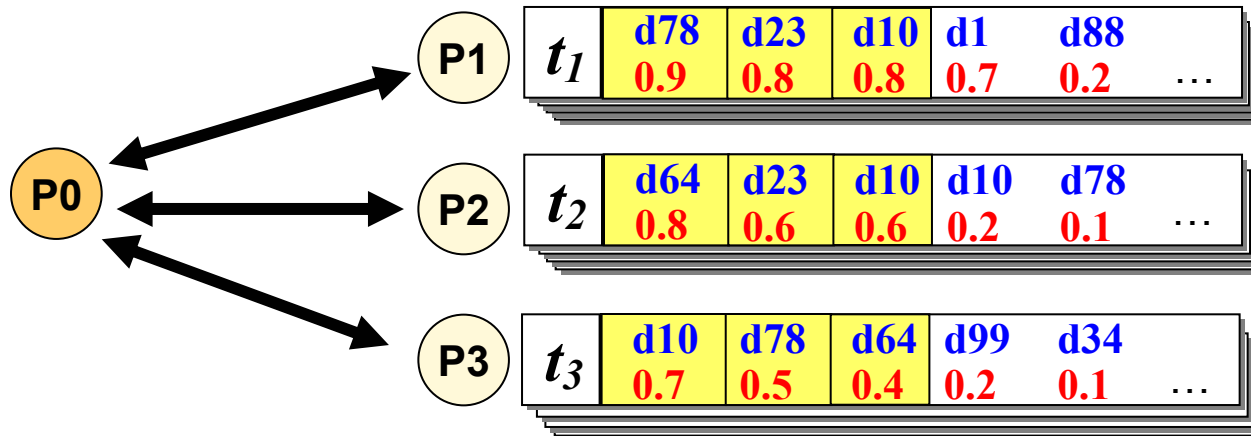 P1 t1 d78 d23 d10 d1 d88
0.9 0.8 0.8 0.7 0.2 ...
P0
P2 t2 d64 d23 d10 d10 d78
0.8 0.6 0.6 0.2 0.1 ...
P3 t3 d10 d78 d64 d99 d34
0.7 0.5 0.4 0.2 0.1 ...